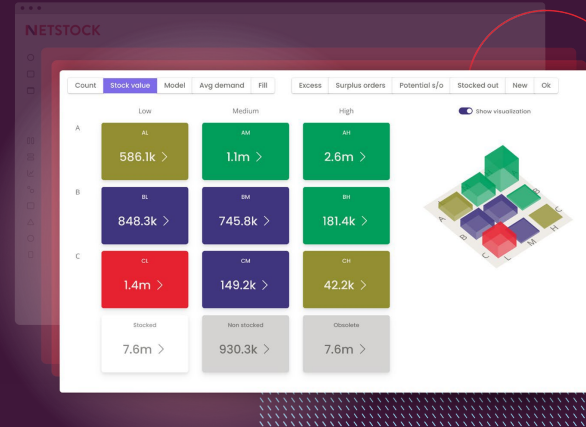 NETSTOCK
Count Stock value Model Avg demand Fill Excess Surplus orders Potential s/o Stocked out New Ok
Low Medium High Show visualization
A
AL AM AH
586.1k > 1.1m > 2.6m >
B
BL BM BH
848.3k > 745.8k > 181.4k >
C
CL CM CH
1.4m > 149.2k > 42.2k >
Stocked Non stocked Obsolete
7.6m > 930.3k > 7.6m >
A B C L M H